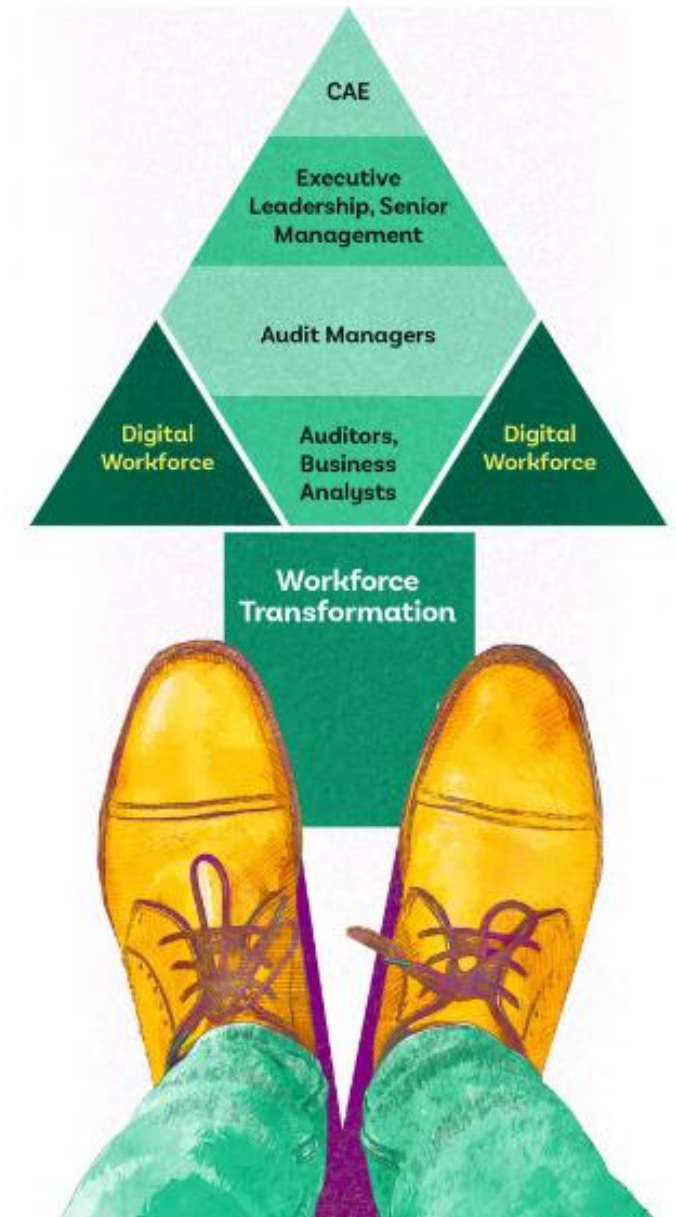 CAE
Executive
Leadership, Senior
Management
Audit Managers
Digital
Workforce
Auditors,
Business
Analysts
Digital
Workforce
Workforce
Transformation